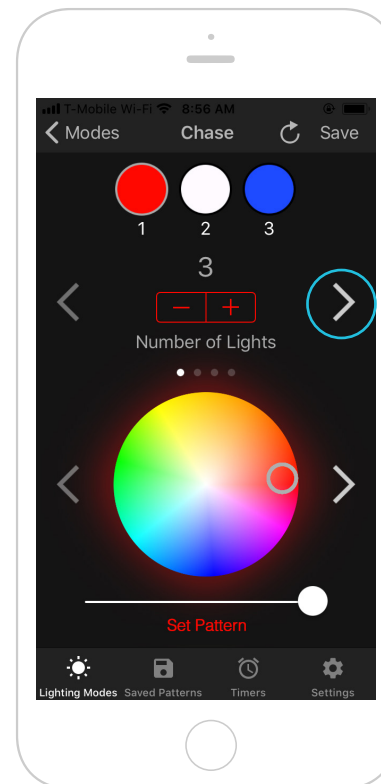 T-Mobile Wi-Fi 8:56 AM
Modes Chase Save
1 2 3
3
− +
Number of Lights
Set Pattern
Lighting Modes Saved Patterns Timers Settings